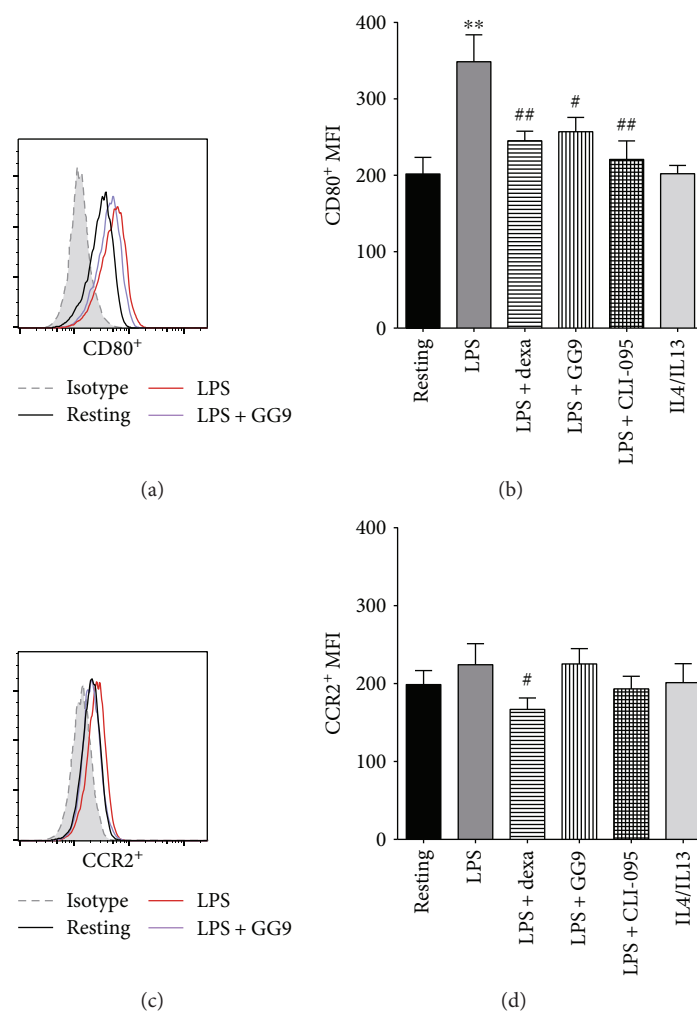 CD80⁺
Isotype
LPS
Resting
LPS + GG9
(a)
400
300
200
100
0
CD80⁺ MFI
**
##
#
##
Resting
LPS
LPS + dexa
LPS + GG9
LPS + CLI-095
IL4/IL13
(b)
CCR2⁺
Isotype
LPS
Resting
LPS + GG9
(c)
400
300
200
100
0
CCR2⁺ MFI
#
Resting
LPS
LPS + dexa
LPS + GG9
LPS + CLI-095
IL4/IL13
(d)